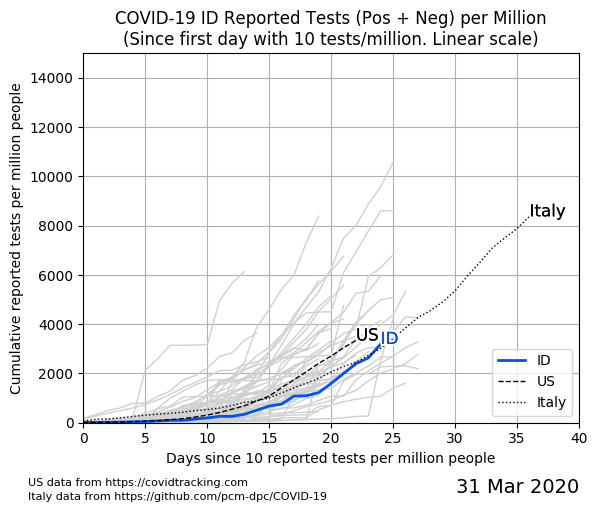 COVID-19 ID Reported Tests (Pos + Neg) per Million
(Since first day with 10 tests/million. Linear scale)
Cumulative reported tests per million people
14000
12000
10000
8000
6000
4000
2000
0
Italy
US
ID
ID
US
Italy
0 5 10 15 20 25 30 35 40
Days since 10 reported tests per million people
US data from https://covidtracking.com
Italy data from https://github.com/pcm-dpc/COVID-19
31 Mar 2020